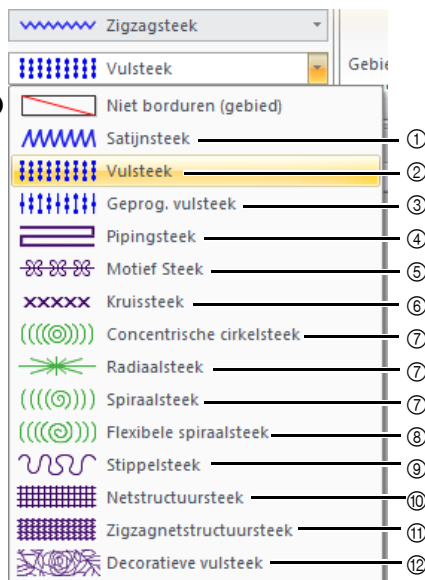 Zigzagsteek
Vulsteek Gebie
Niet borduren (gebied)
Satijnsteek ①
Vulsteek ②
Geprog. vulsteek ③
Pipingsteek ④
Motief Steek ⑤
Kruissteek ⑥
Concentrische cirkelsteek ⑦
Radiaalsteek ⑦
Spiraalsteek ⑦
Flexibele spiraalsteek ⑧
Stippelsteek ⑨
Netstructuursteek ⑩
Zigzagnetstructuursteek ⑪
Decoratieve vulsteek ⑫